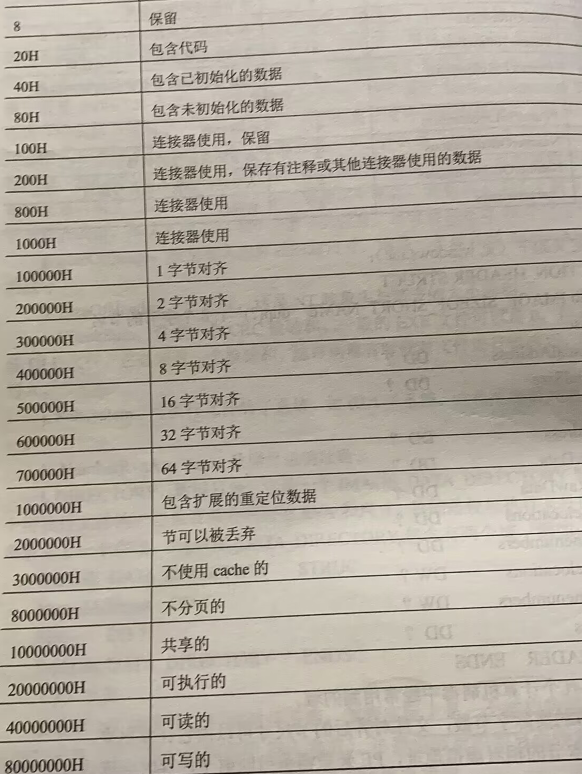 8 保留
20H 包含代码
40H 包含已初始化的数据
80H 包含未初始化的数据
100H 连接器使用，保留
200H 连接器使用，保存有注释或其他连接器使用的数据
800H 连接器使用
1000H 连接器使用
100000H 1 字节对齐
200000H 2 字节对齐
300000H 4 字节对齐
400000H 8 字节对齐
500000H 16 字节对齐
600000H 32 字节对齐
700000H 64 字节对齐
1000000H 包含扩展的重定位数据
2000000H 节可以被丢弃
3000000H 不使用 cache 的
8000000H 不分页的
10000000H 共享的
20000000H 可执行的
40000000H 可读的
80000000H 可写的